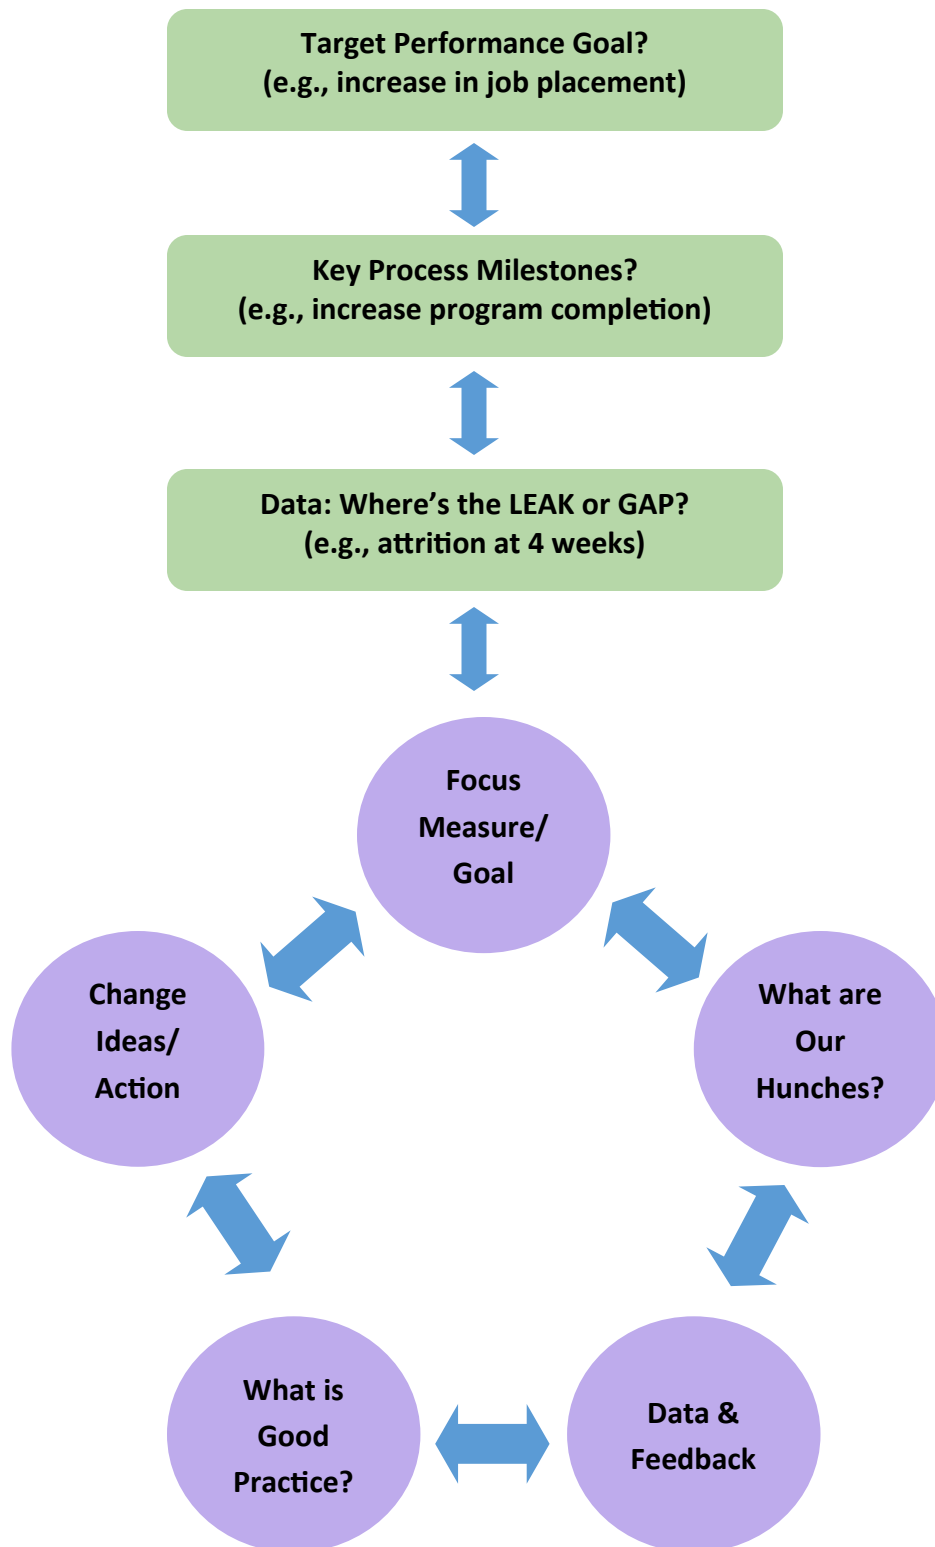 Target Performance Goal?
(e.g., increase in job placement)
Key Process Milestones?
(e.g., increase program completion)
Data: Where’s the LEAK or GAP?
(e.g., attrition at 4 weeks)
Focus
Measure/
Goal
Change
Ideas/
Action
What are
Our
Hunches?
What is
Good
Practice?
Data &
Feedback